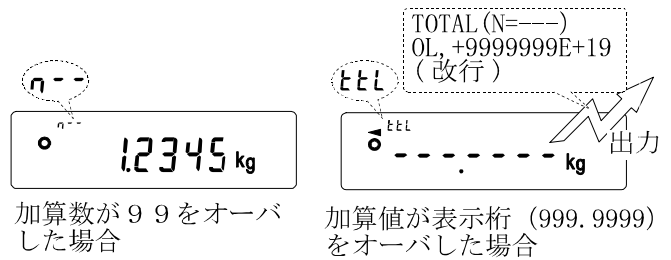 n--
n--
1.2345 kg
加算数が９９をオーバ
した場合
TOTAL(N=---)
OL,+9999999E+19
(改行)
ttL
ttL
---.---- kg
出力
加算値が表示桁 (999.9999)
をオーバした場合